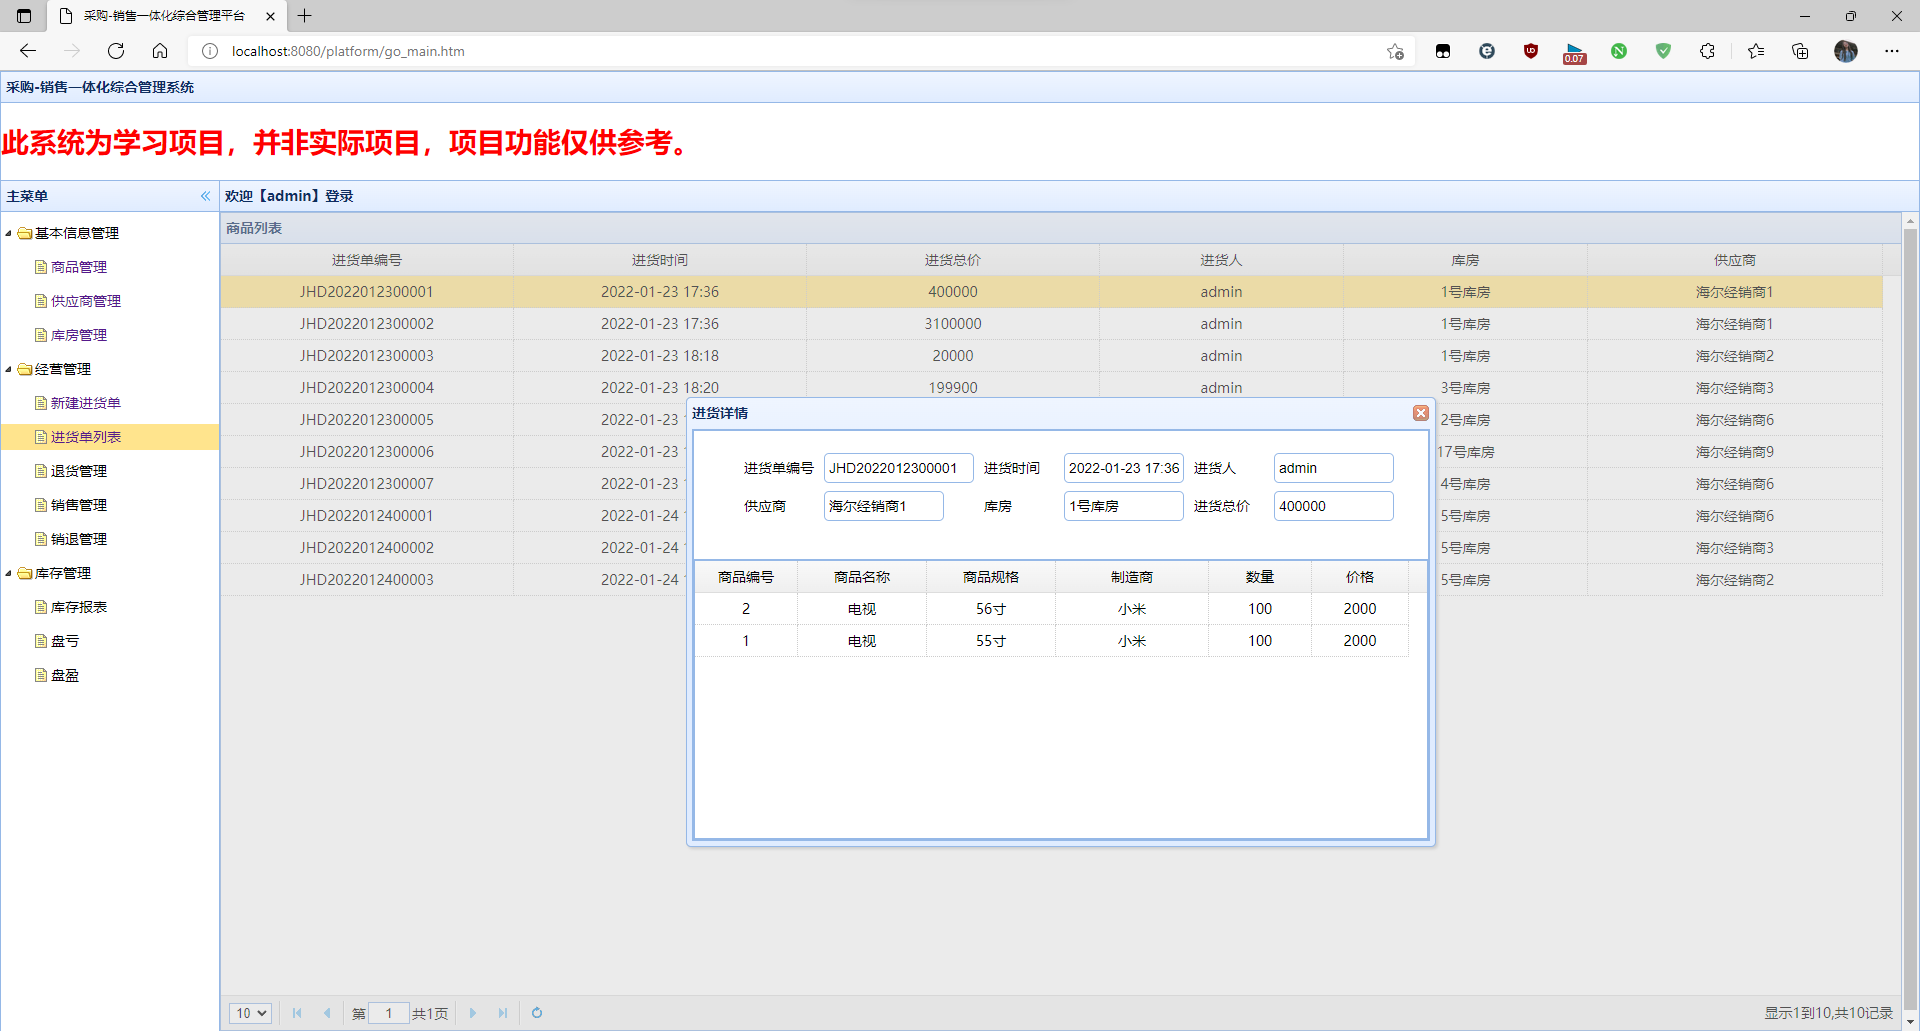 采购-销售一体化综合管理平台
localhost:8080/platform/go_main.htm
0.07
采购-销售一体化综合管理系统
此系统为学习项目，并非实际项目，项目功能仅供参考。
主菜单
欢迎【admin】登录
基本信息管理
商品管理
供应商管理
库房管理
经营管理
新建进货单
进货单列表
退货管理
销售管理
销退管理
库存管理
库存报表
盘亏
盘盈
商品列表
进货单编号 进货时间 进货总价 进货人 库房 供应商
JHD2022012300001 2022-01-23 17:36 400000 admin 1号库房 海尔经销商1
JHD2022012300002 2022-01-23 17:36 3100000 admin 1号库房 海尔经销商1
JHD2022012300003 2022-01-23 18:18 20000 admin 1号库房 海尔经销商2
JHD2022012300004 2022-01-23 18:20 199900 admin 3号库房 海尔经销商3
JHD2022012300005 2022-01-23 2号库房 海尔经销商6
JHD2022012300006 2022-01-23 17号库房 海尔经销商9
JHD2022012300007 2022-01-23 4号库房 海尔经销商6
JHD2022012400001 2022-01-24 5号库房 海尔经销商6
JHD2022012400002 2022-01-24 5号库房 海尔经销商3
JHD2022012400003 2022-01-24 5号库房 海尔经销商2
进货详情
进货单编号 JHD2022012300001 进货时间 2022-01-23 17:36 进货人 admin
供应商 海尔经销商1 库房 1号库房 进货总价 400000
商品编号 商品名称 商品规格 制造商 数量 价格
2 电视 56寸 小米 100 2000
1 电视 55寸 小米 100 2000
10 第 1 共1页
显示1到10,共10记录